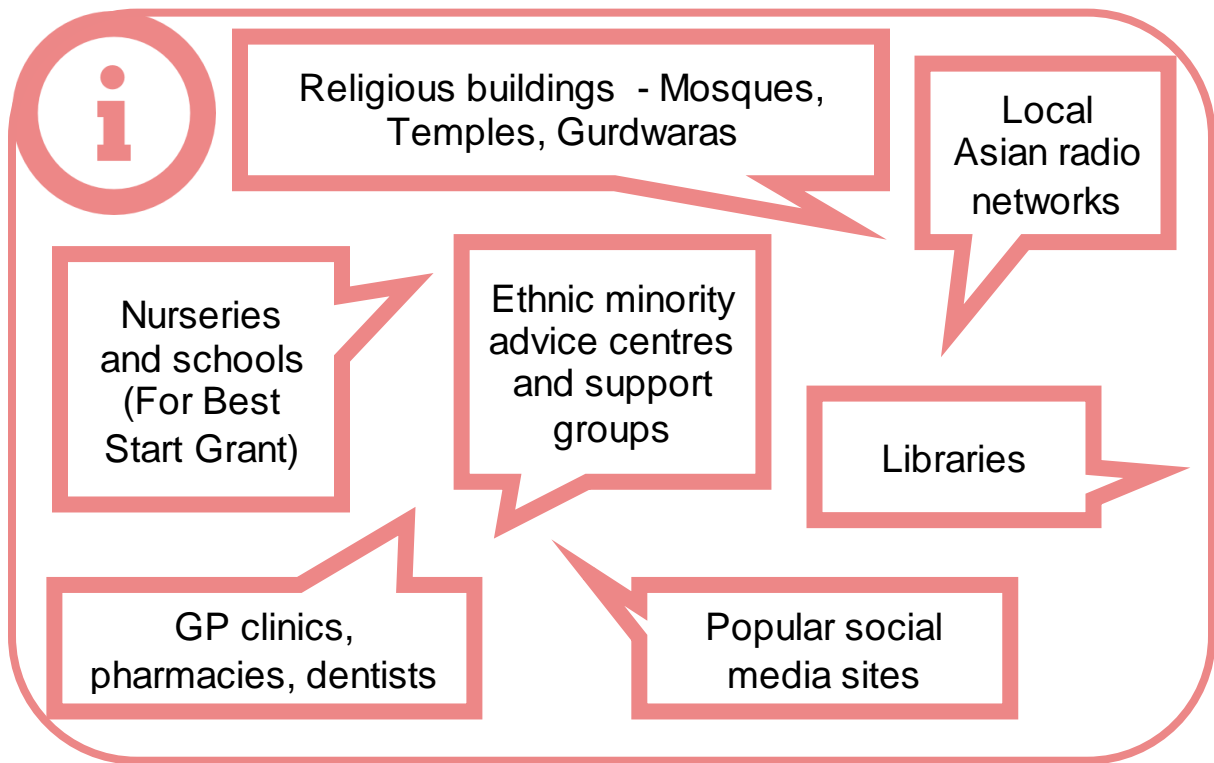 Religious buildings - Mosques,
Temples, Gurdwaras
Local
Asian radio
networks
Nurseries
and schools
(For Best
Start Grant)
Ethnic minority
advice centres
and support
groups
Libraries
GP clinics,
pharmacies, dentists
Popular social
media sites